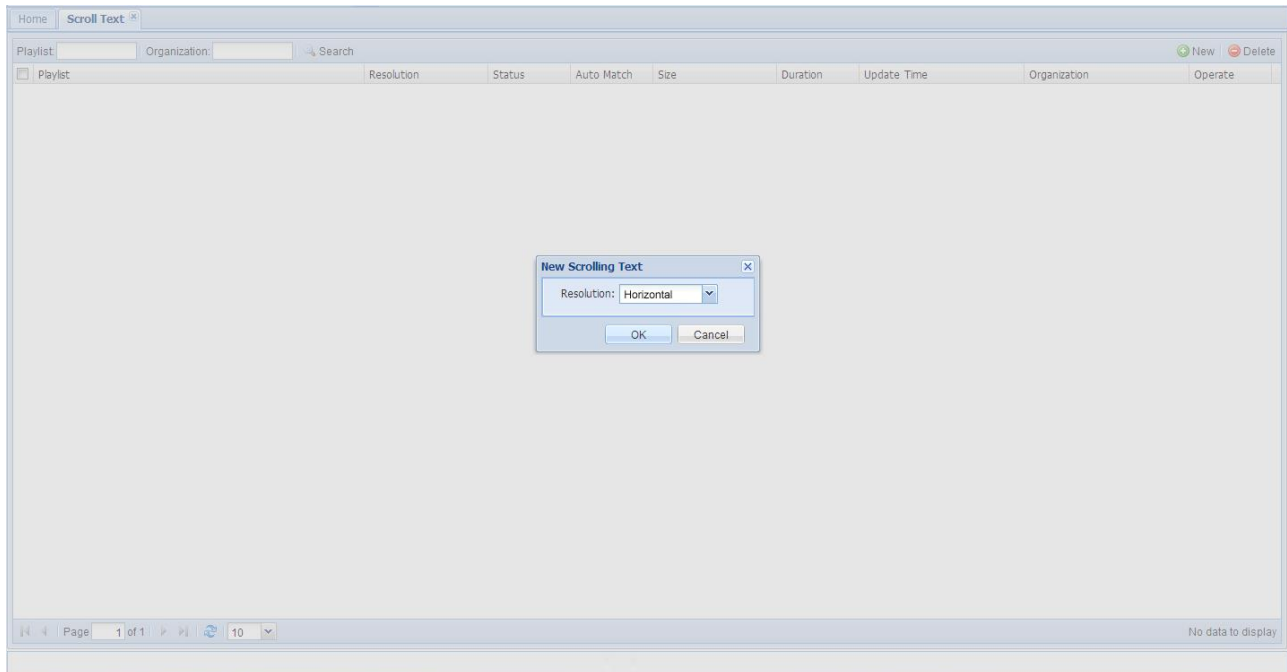 Home Scroll Text
Playlist: Organization: Search New Delete
Playlist Resolution Status Auto Match Size Duration Update Time Organization Operate
New Scrolling Text
Resolution: Horizontal
OK Cancel
Page 1 of 1 10 No data to display